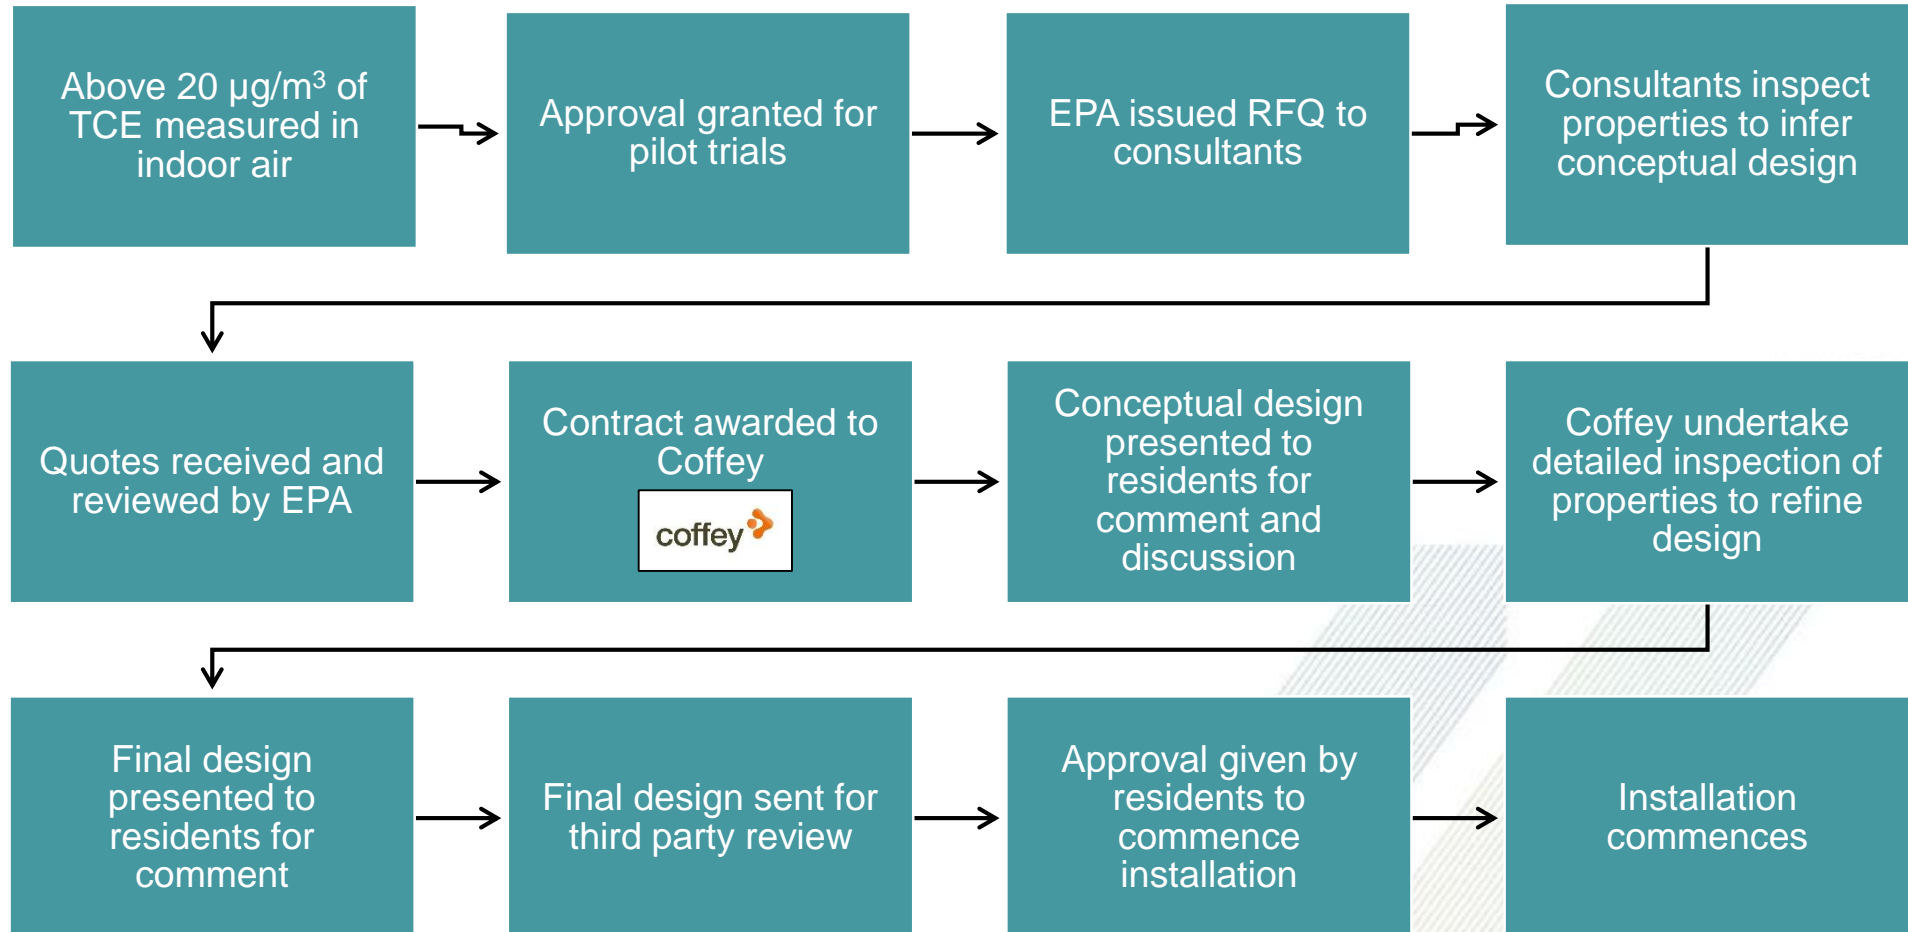 Above 20 µg/m³ of
TCE measured in
indoor air
Approval granted for
pilot trials
EPA issued RFQ to
consultants
Consultants inspect
properties to infer
conceptual design
Quotes received and
reviewed by EPA
Contract awarded to
Coffey
coffey
Conceptual design
presented to
residents for
comment and
discussion
Coffey undertake
detailed inspection of
properties to refine
design
Final design
presented to
residents for
comment
Final design sent for
third party review
Approval given by
residents to
commence
installation
Installation
commences